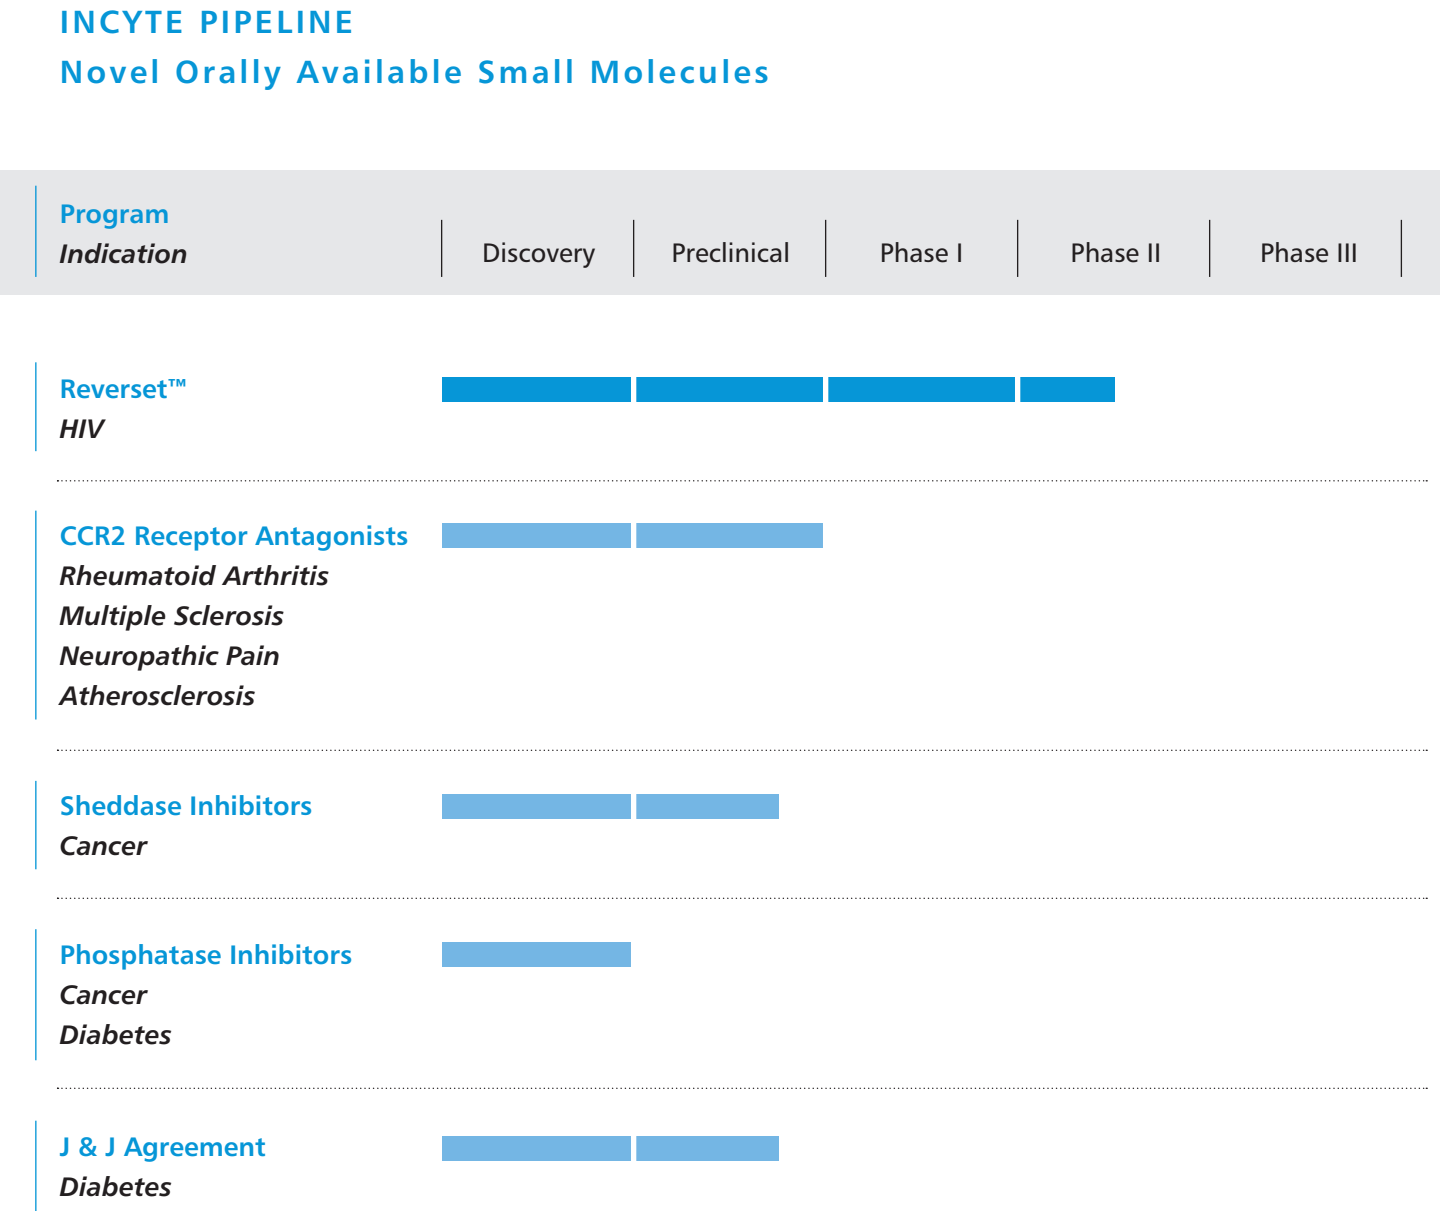 INCYTE PIPELINE
Novel Orally Available Small Molecules
Program
Indication
Discovery
Preclinical
Phase I
Phase II
Phase III
Reverset™
HIV
CCR2 Receptor Antagonists
Rheumatoid Arthritis
Multiple Sclerosis
Neuropathic Pain
Atherosclerosis
Sheddase Inhibitors
Cancer
Phosphatase Inhibitors
Cancer
Diabetes
J & J Agreement
Diabetes